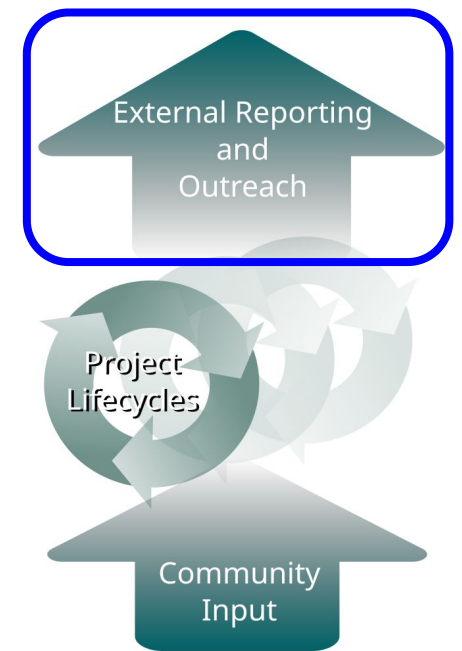 External Reporting
and
Outreach
Project
Lifecycles
Community
Input